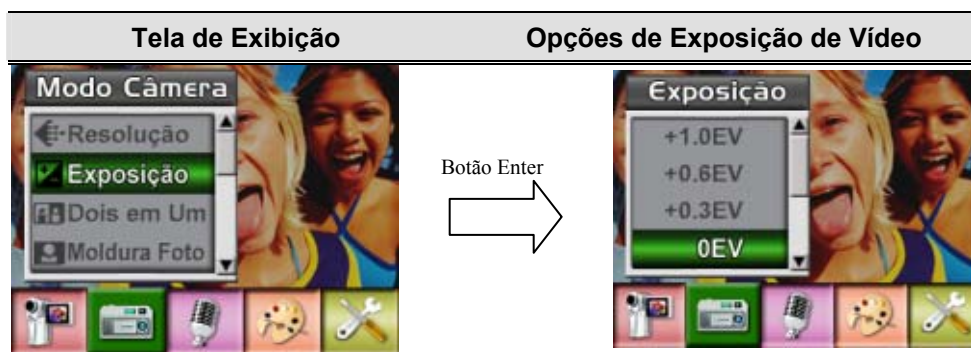 Tela de Exibição
Opções de Exposição de Vídeo
Modo Câmera
Resolução
Exposição
Dois em Um
Moldura Foto
Botão Enter
Exposição
+1.0EV
+0.6EV
+0.3EV
0EV